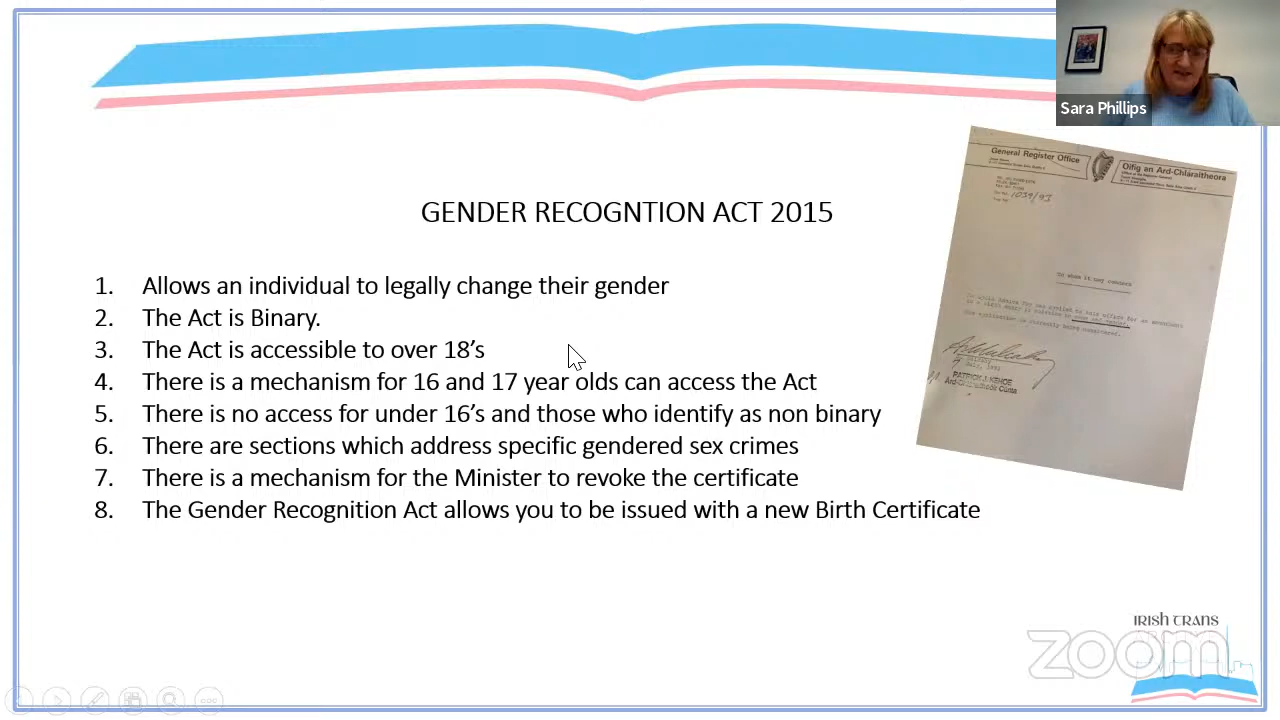 Sara Phillips
General Register Office
Oifig an Ard-Chláraitheora
1039/93
To whom it may concern
PATRICK J. KEHOE
Ard-Chláraitheoir Cúnta
GENDER RECOGNTION ACT 2015
1. Allows an individual to legally change their gender
2. The Act is Binary.
3. The Act is accessible to over 18's
4. There is a mechanism for 16 and 17 year olds can access the Act
5. There is no access for under 16's and those who identify as non binary
6. There are sections which address specific gendered sex crimes
7. There is a mechanism for the Minister to revoke the certificate
8. The Gender Recognition Act allows you to be issued with a new Birth Certificate
IRISH TRANS
zoom